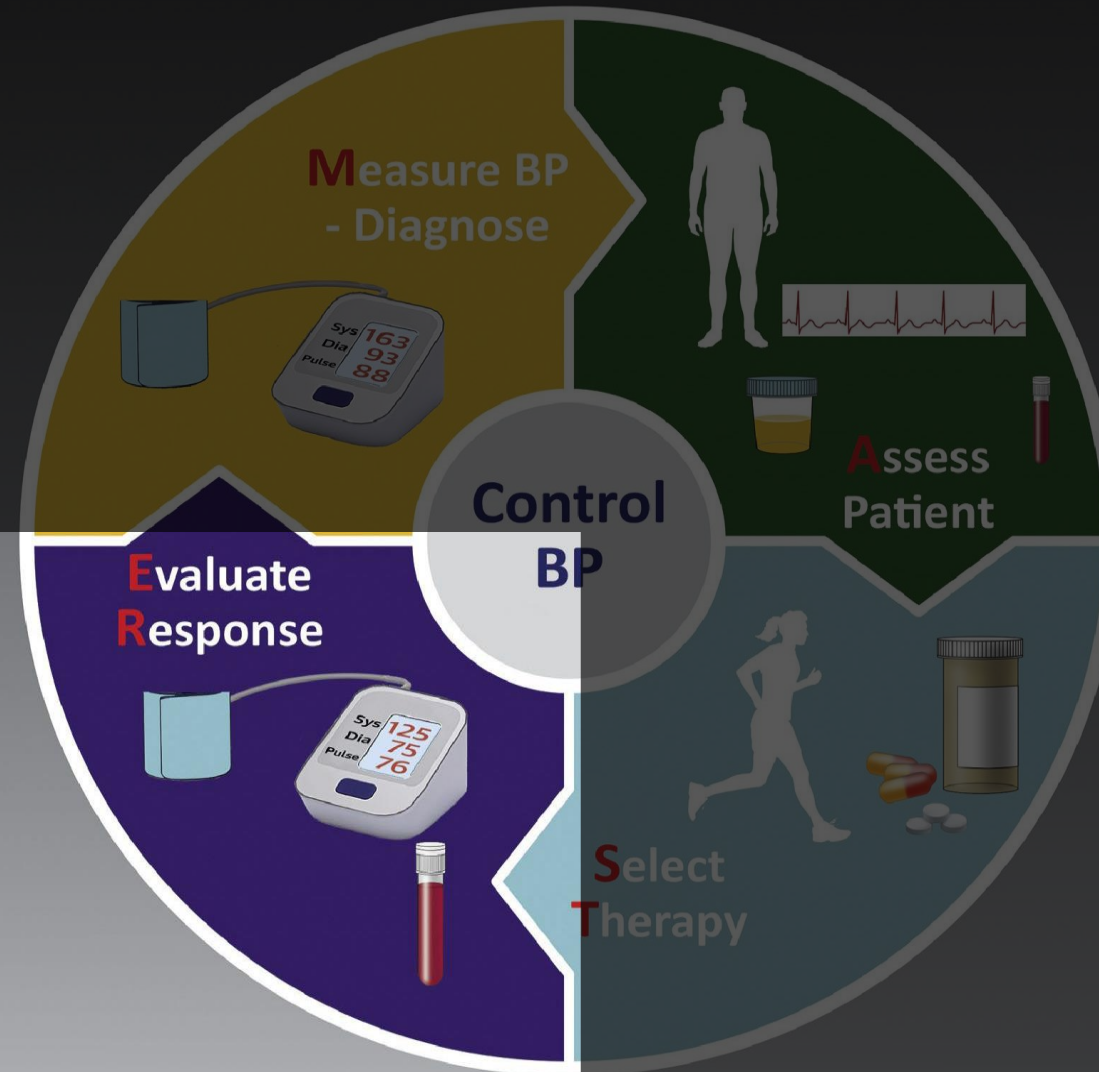 Measure BP
- Diagnose
Sys 163
Dia 93
Pulse 88
Assess
Patient
Control
BP
Evaluate
Response
Sys 125
Dia 75
Pulse 76
Select
Therapy